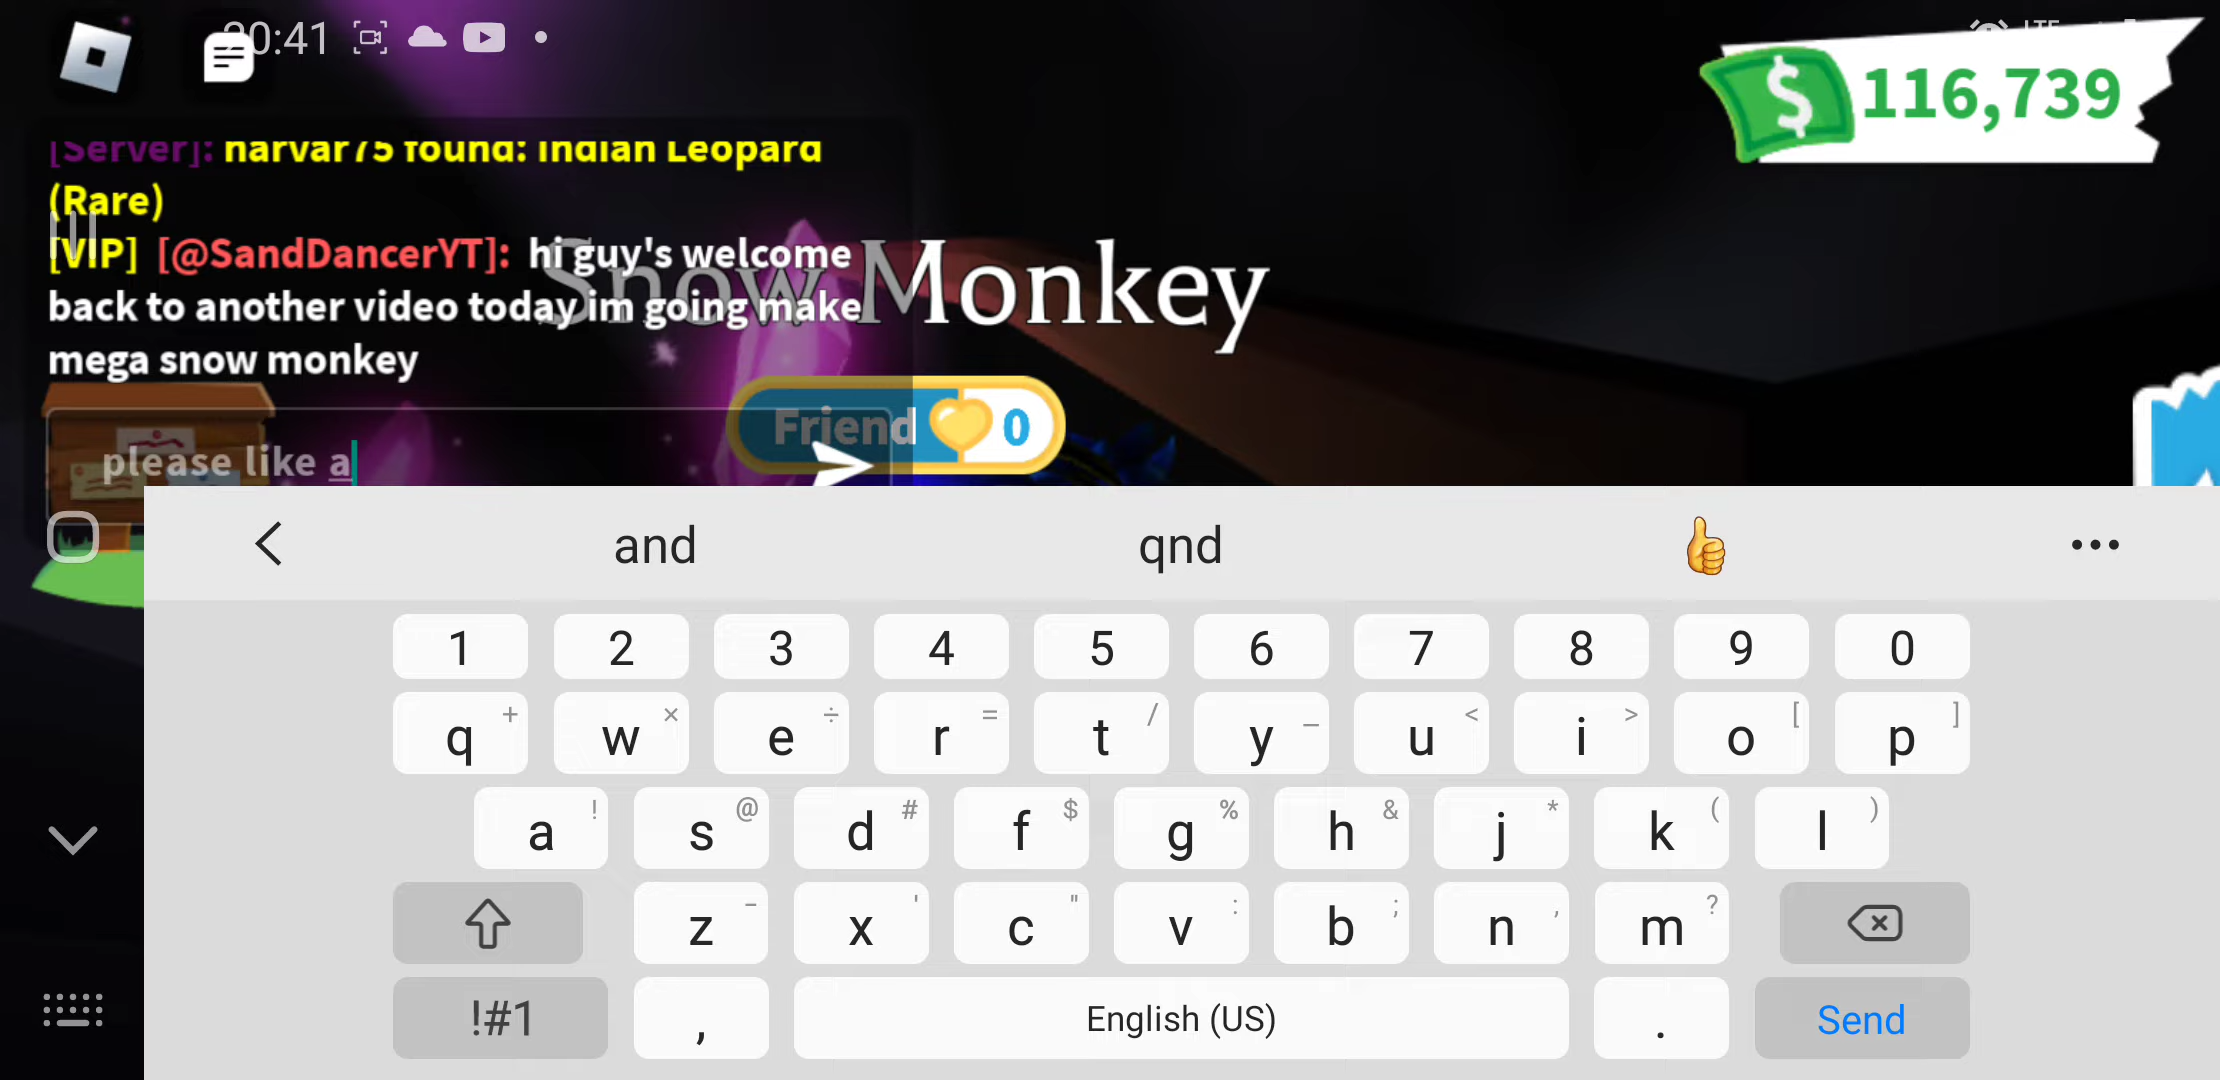 20:41
LTE
116,739
[Server]: harvar75 found: Indian Leopard
(Rare)
[VIP] [@SandDancerYT]: hi guy's welcome
back to another video today im going make
mega snow monkey
Snow Monkey
Friend 0
please like a
and qnd 👍 •••
1 2 3 4 5 6 7 8 9 0
q + w × e ÷ r = t / y _ u < i > o [ p ]
a ! s @ d # f $ g % h & j * k ( l )
z - x ' c " v : b ; n , m ?
!#1 , English (US) . Send